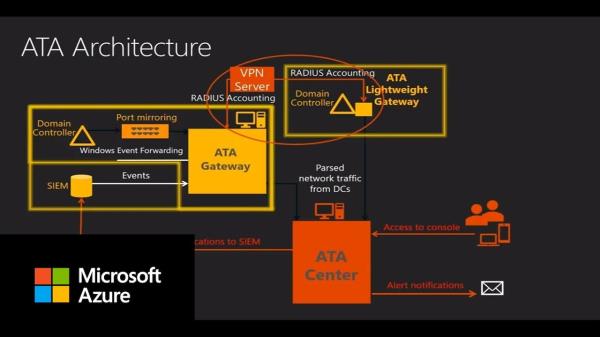 ATA Architecture
VPN
Server
RADIUS Accounting
RADIUS Accounting
ATA
Lightweight
Gateway
Domain
Controller
Domain
Controller
Port mirroring
Windows Event Forwarding
ATA
Gateway
SIEM
Events
Parsed
network traffic
from DCs
ATA
Center
Access to console
Alert notifications
to SIEM
Microsoft
Azure